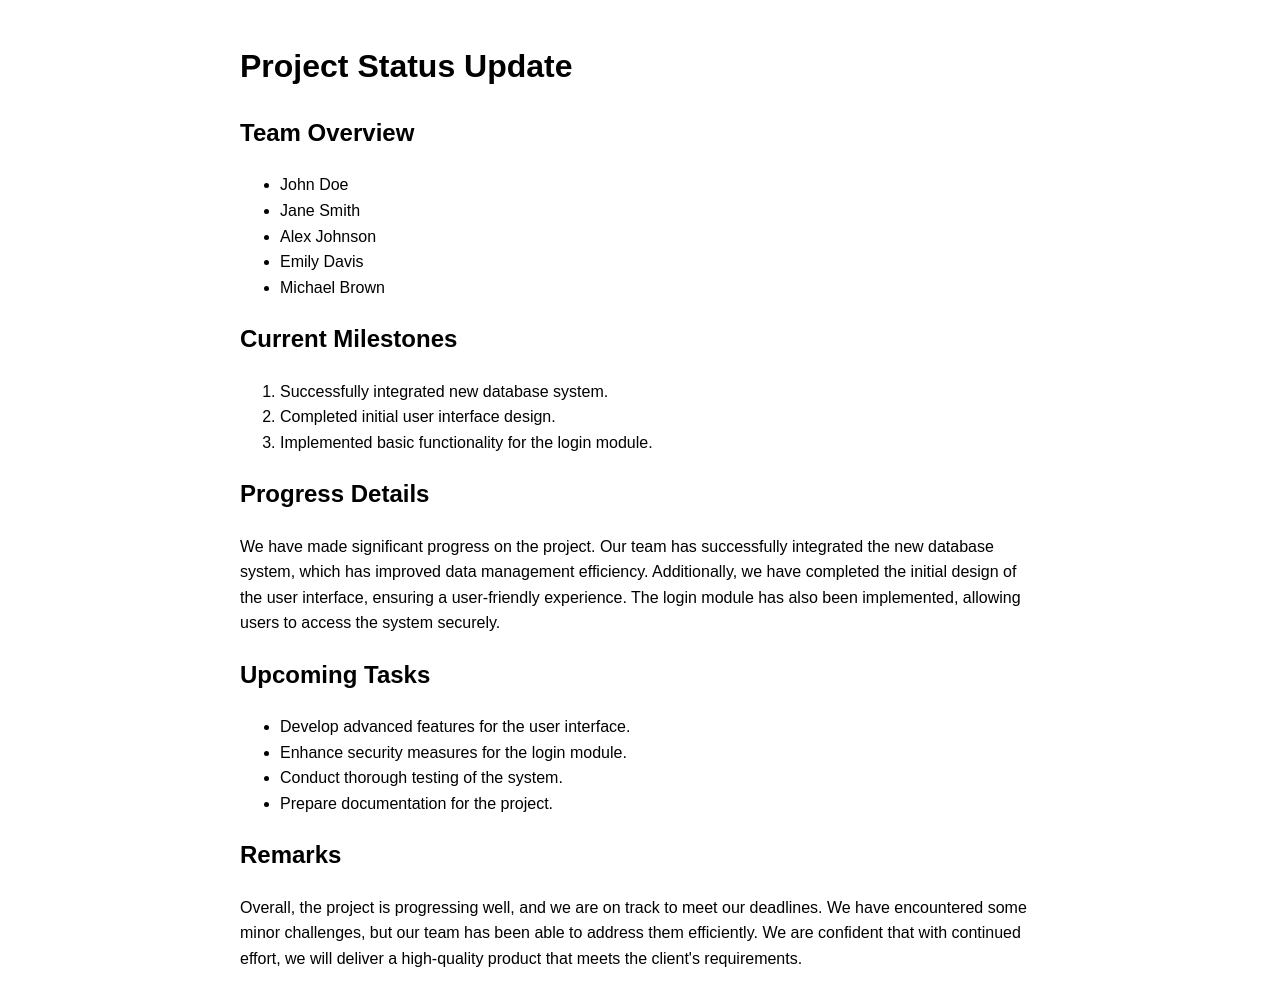 Project Status Update
Team Overview
• John Doe
• Jane Smith
• Alex Johnson
• Emily Davis
• Michael Brown
Current Milestones
1. Successfully integrated new database system.
2. Completed initial user interface design.
3. Implemented basic functionality for the login module.
Progress Details
We have made significant progress on the project. Our team has successfully integrated the new database
system, which has improved data management efficiency. Additionally, we have completed the initial design of
the user interface, ensuring a user-friendly experience. The login module has also been implemented, allowing
users to access the system securely.
Upcoming Tasks
• Develop advanced features for the user interface.
• Enhance security measures for the login module.
• Conduct thorough testing of the system.
• Prepare documentation for the project.
Remarks
Overall, the project is progressing well, and we are on track to meet our deadlines. We have encountered some
minor challenges, but our team has been able to address them efficiently. We are confident that with continued
effort, we will deliver a high-quality product that meets the client's requirements.